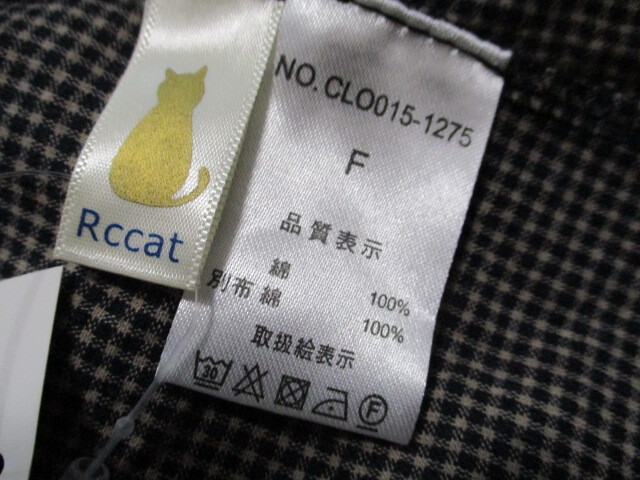 Rccat
NO. CLO015-1275
F
品質表示
綿 100%
別布 綿 100%
取扱絵表示
30
F